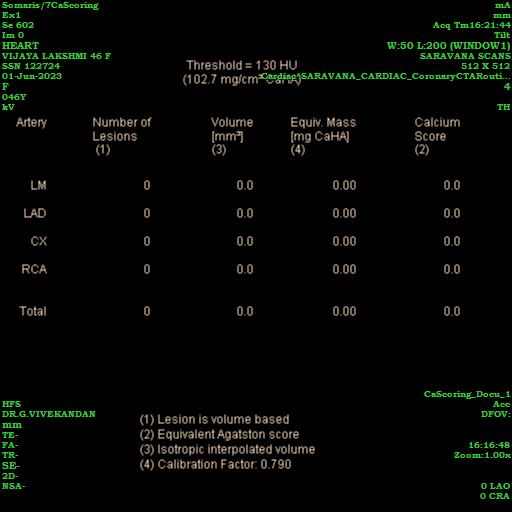 Somaris/7CaScoring
Ex1
Se 602
Im 0
HEART
VIJAYA LAKSHMI 46 F
SSN 122724
01-Jun-2023
F
046Y
kV
mA
mm
Acq Tm16:21:44
Tilt
W:50 L:200 (WINDOW1)
SARAVANA SCANS
512 X 512
Cardiac^SARAVANA_CARDIAC_CoronaryCTARouti...
4
TH
Threshold = 130 HU
(102.7 mg/cm³ CaHA)
Artery Number of Lesions (1) Volume [mm³] (3) Equiv. Mass [mg CaHA] (4) Calcium Score (2)
LM 0 0.0 0.00 0.0
LAD 0 0.0 0.00 0.0
CX 0 0.0 0.00 0.0
RCA 0 0.0 0.00 0.0
Total 0 0.0 0.00 0.0
(1) Lesion is volume based
(2) Equivalent Agatston score
(3) Isotropic interpolated volume
(4) Calibration Factor: 0.790
HFS
DR.G.VIVEKANDAN
mm
TE-
FA-
TR-
SE-
2D-
NSA-
CaScoring_Docu_1
Acc
DFOV:
16:16:48
Zoom:1.00x
0 LAO
0 CRA